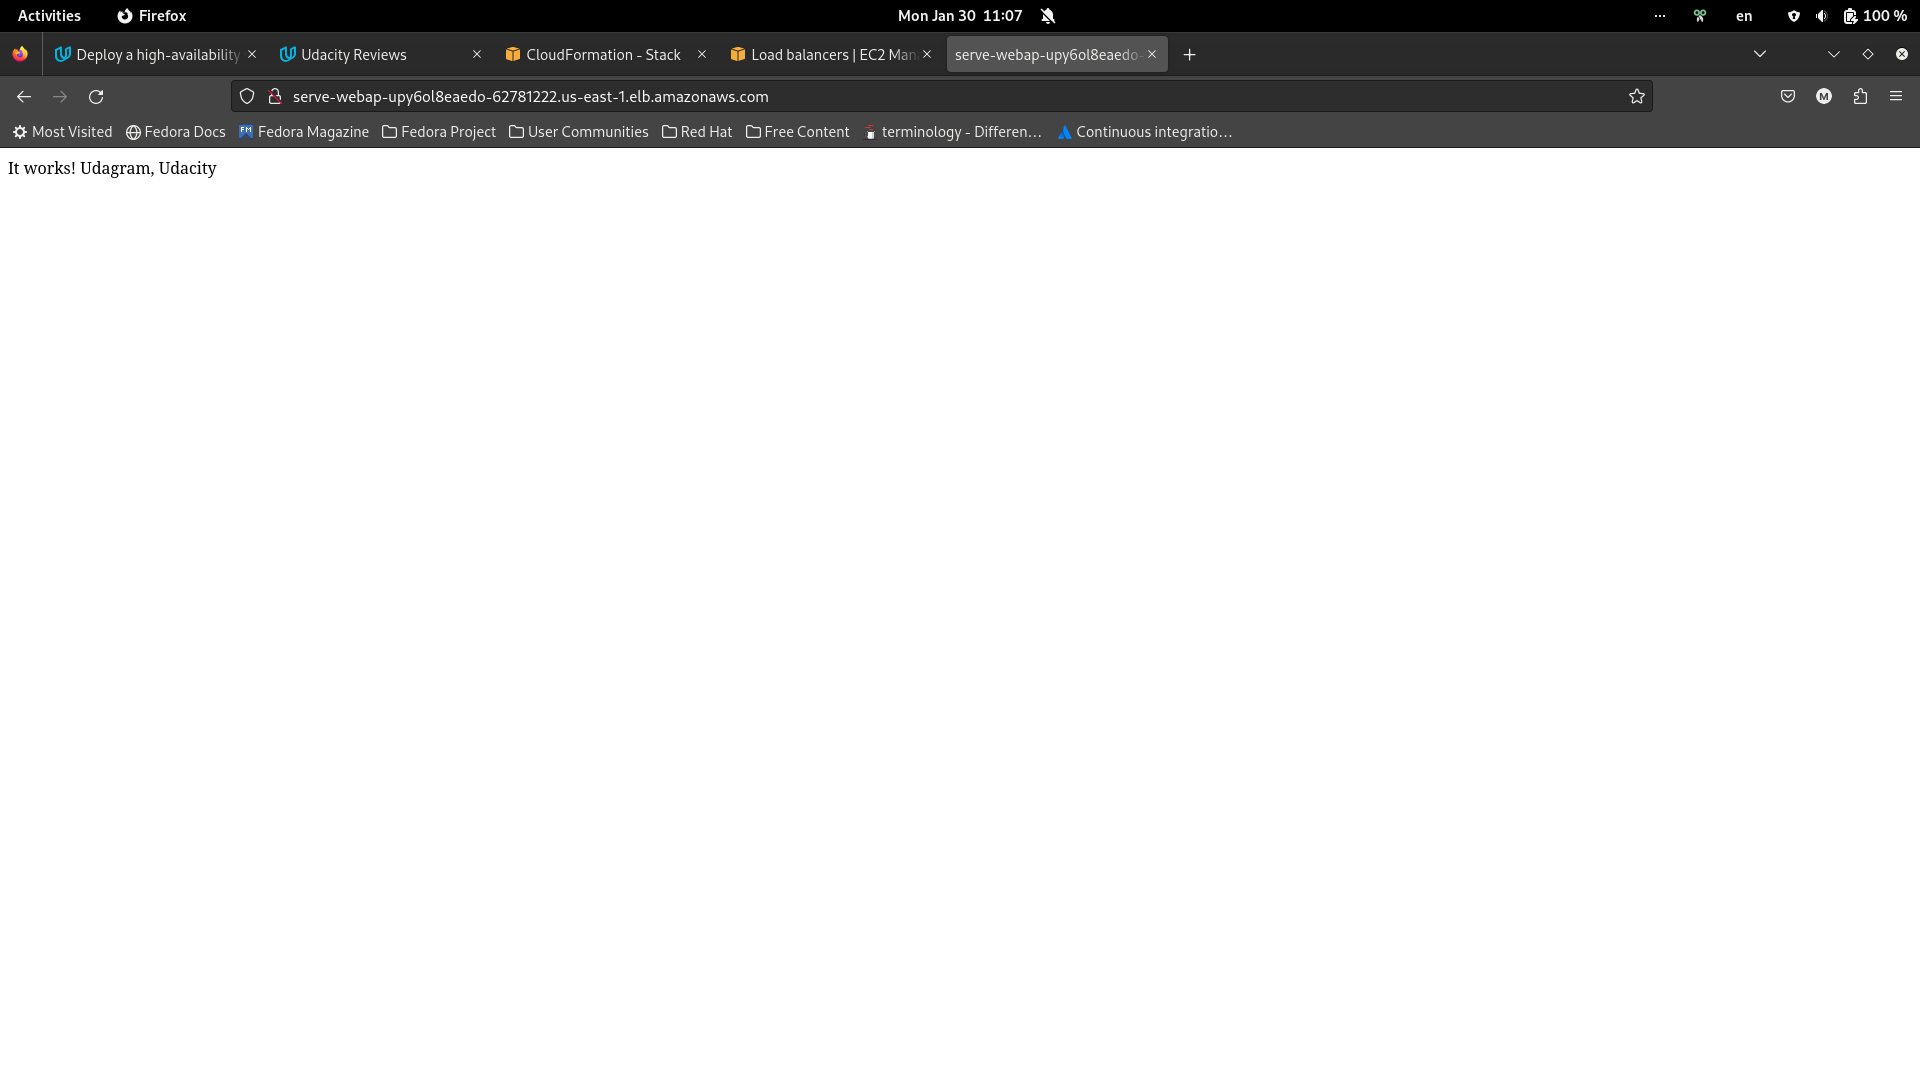 Activities Firefox Mon Jan 30 11:07 en 100 %
Deploy a high-availability Udacity Reviews CloudFormation - Stack Load balancers | EC2 Man serve-webap-upy6ol8eaedo-
serve-webap-upy6ol8eaedo-62781222.us-east-1.elb.amazonaws.com M
Most Visited Fedora Docs FM Fedora Magazine Fedora Project User Communities Red Hat Free Content terminology - Differen… Continuous integratio…
It works! Udagram, Udacity